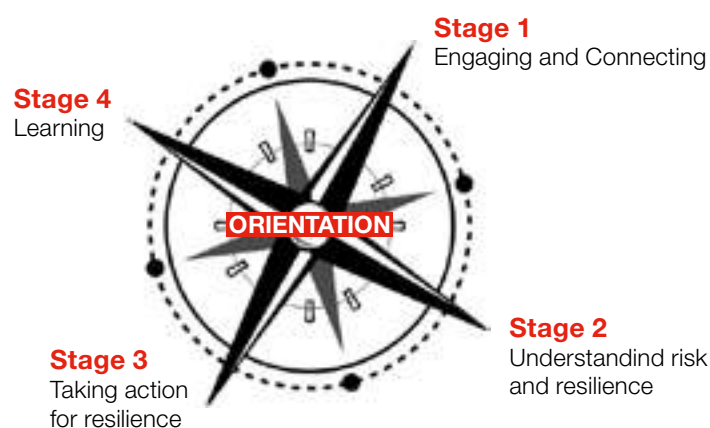 Stage 1
Engaging and Connecting
Stage 4
Learning
ORIENTATION
Stage 2
Understandind risk
and resilience
Stage 3
Taking action
for resilience